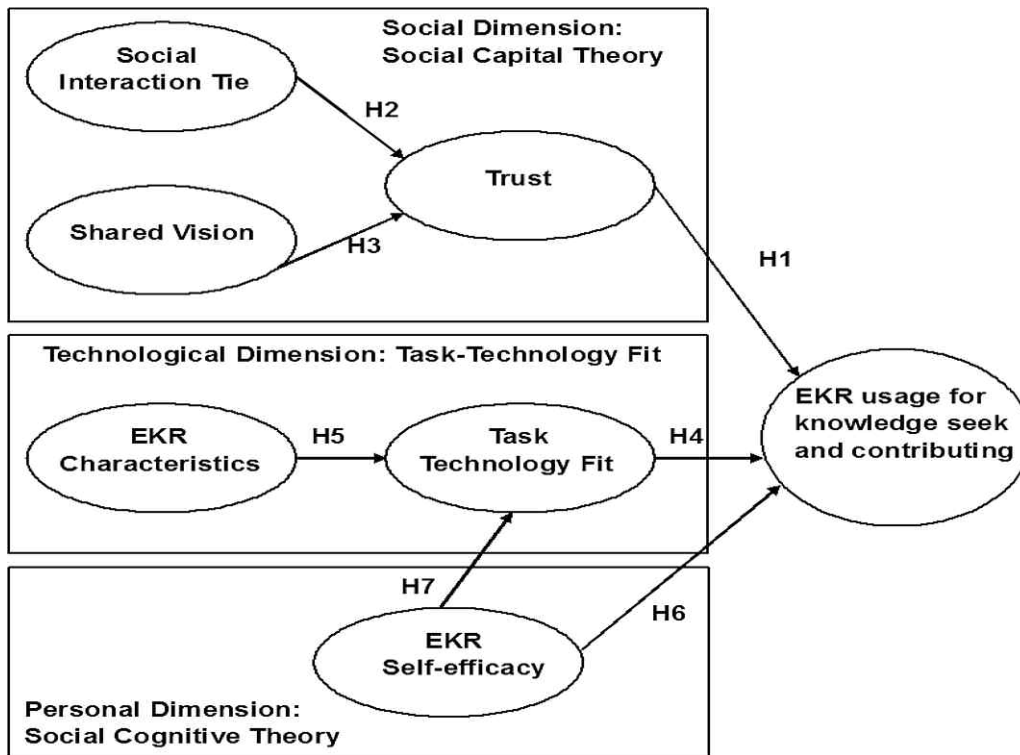 Social Dimension:
Social Capital Theory
Social
Interaction Tie
H2
Trust
Shared Vision
H3
H1
Technological Dimension: Task-Technology Fit
EKR
Characteristics
H5
Task
Technology Fit
H4
EKR usage for
knowledge seek
and contributing
H7
H6
EKR
Self-efficacy
Personal Dimension:
Social Cognitive Theory